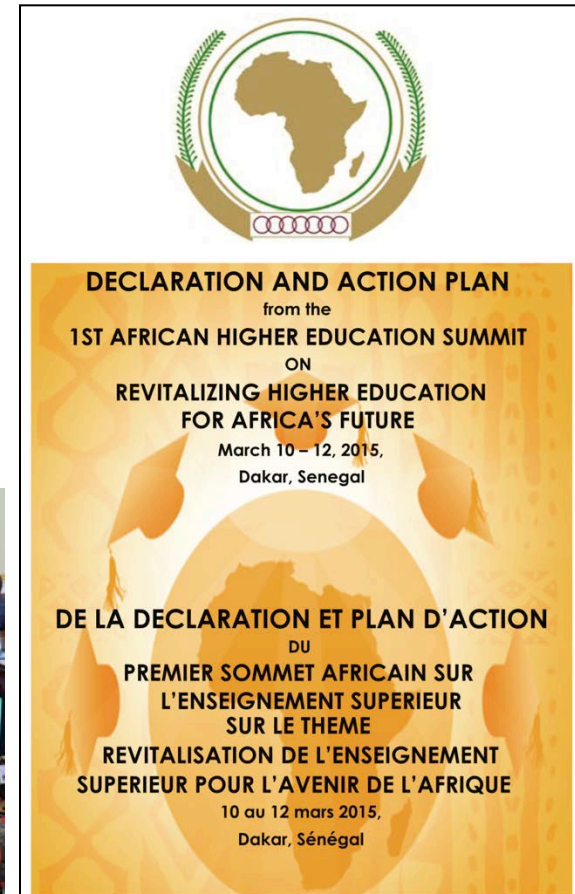 DECLARATION AND ACTION PLAN
from the
1ST AFRICAN HIGHER EDUCATION SUMMIT
ON
REVITALIZING HIGHER EDUCATION
FOR AFRICA'S FUTURE
March 10 – 12, 2015,
Dakar, Senegal
DE LA DECLARATION ET PLAN D'ACTION
DU
PREMIER SOMMET AFRICAIN SUR
L'ENSEIGNEMENT SUPERIEUR
SUR LE THEME
REVITALISATION DE L'ENSEIGNEMENT
SUPERIEUR POUR L'AVENIR DE L'AFRIQUE
10 au 12 mars 2015,
Dakar, Sénégal